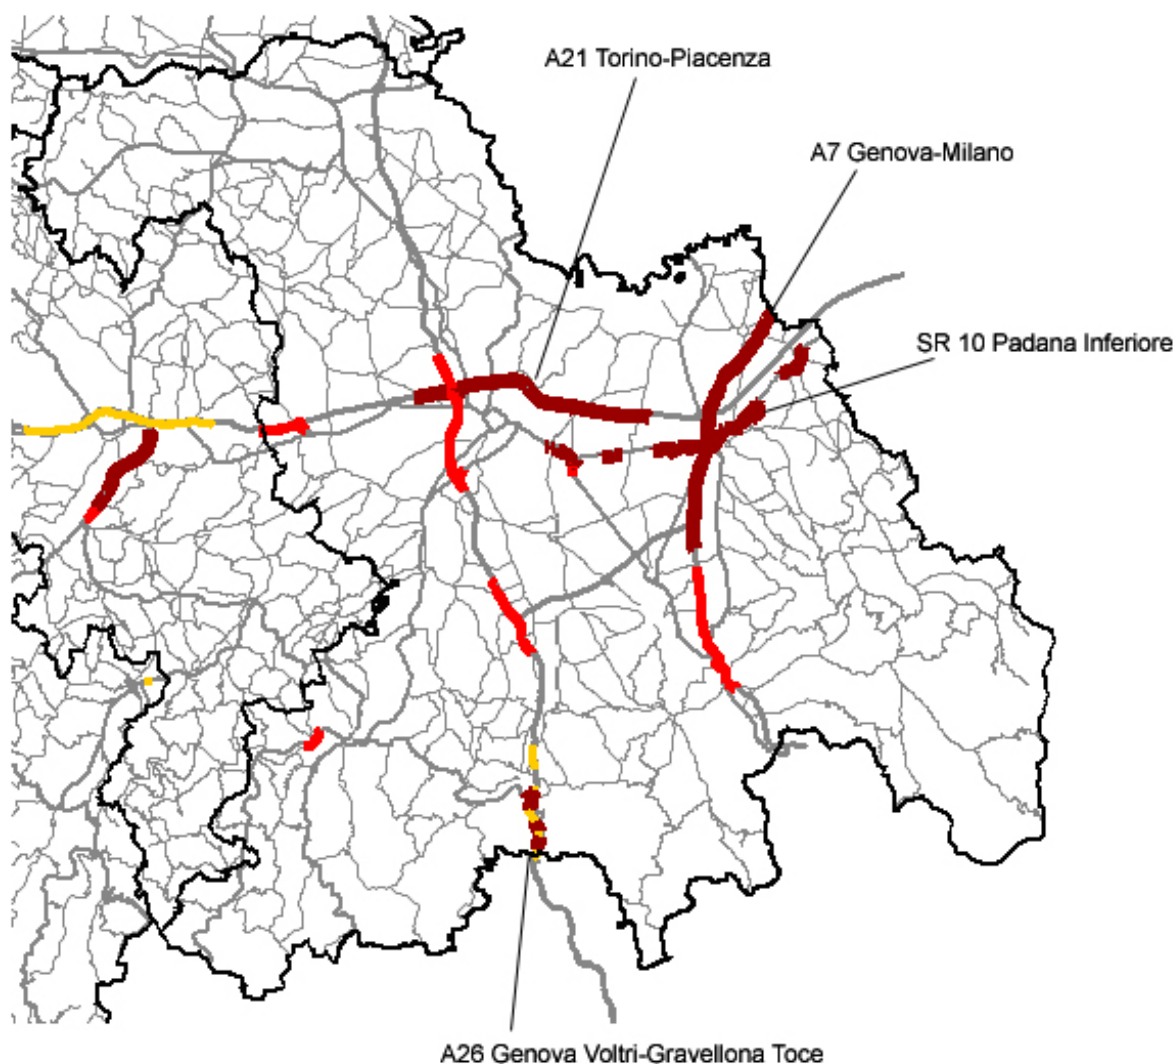 A21 Torino-Piacenza
A7 Genova-Milano
SR 10 Padana Inferiore
A26 Genova Voltri-Gravellona Toce